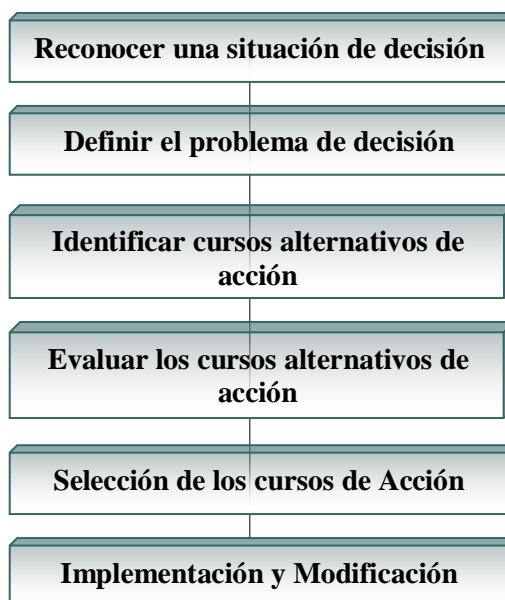 Reconocer una situación de decisión
Definir el problema de decisión
Identificar cursos alternativos de
acción
Evaluar los cursos alternativos de
acción
Selección de los cursos de Acción
Implementación y Modificación